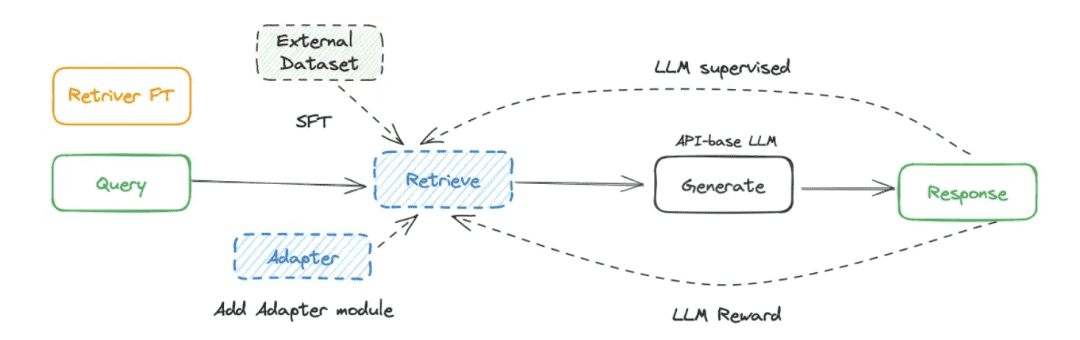 External
Dataset
LLM supervised
Retriver FT
SFT
API-base LLM
Query
Retrieve
Generate
Response
Adapter
Add Adapter module
LLM Reward